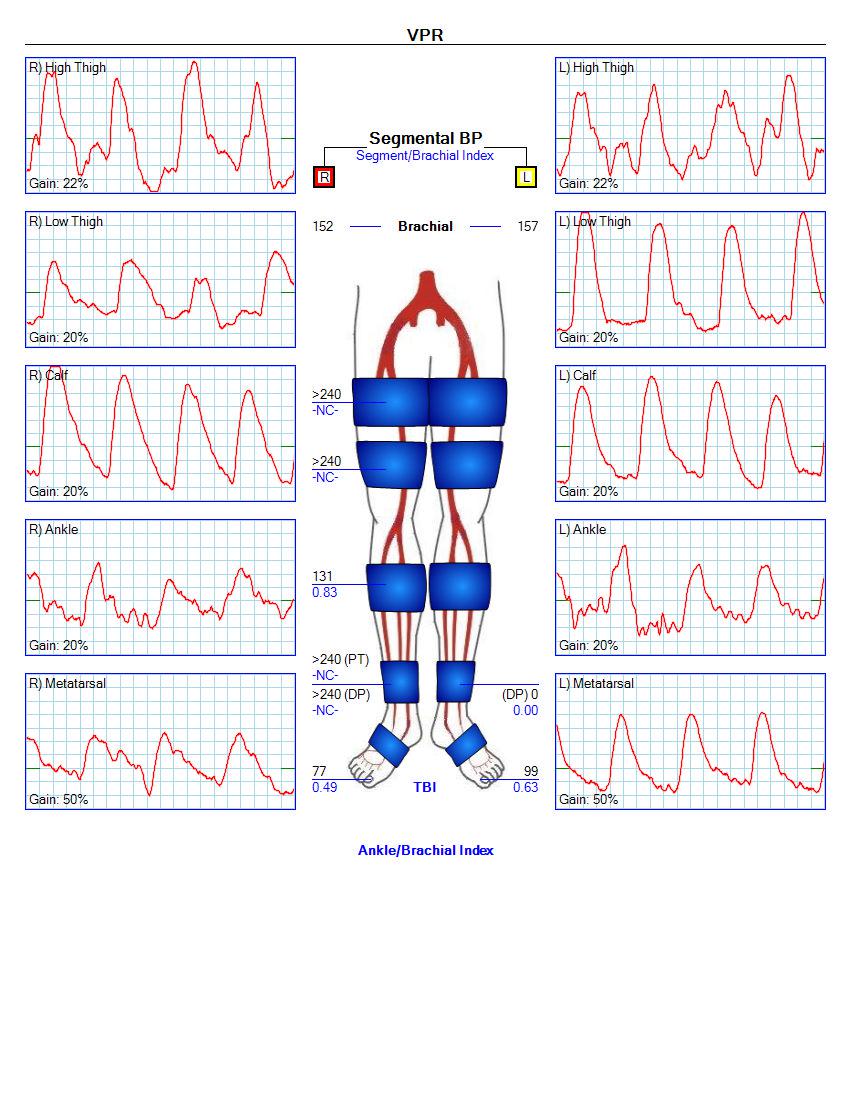 VPR
R) High Thigh
Gain: 22%
L) High Thigh
Gain: 22%
Segmental BP
Segment/Brachial Index
R
L
152
Brachial
157
R) Low Thigh
Gain: 20%
L) Low Thigh
Gain: 20%
R) Calf
Gain: 20%
L) Calf
Gain: 20%
>240
-NC-
>240
-NC-
R) Ankle
Gain: 20%
L) Ankle
Gain: 20%
131
0.83
>240 (PT)
-NC-
>240 (DP)
-NC-
(DP) 0
0.00
R) Metatarsal
Gain: 50%
L) Metatarsal
Gain: 50%
77
0.49
TBI
99
0.63
Ankle/Brachial Index